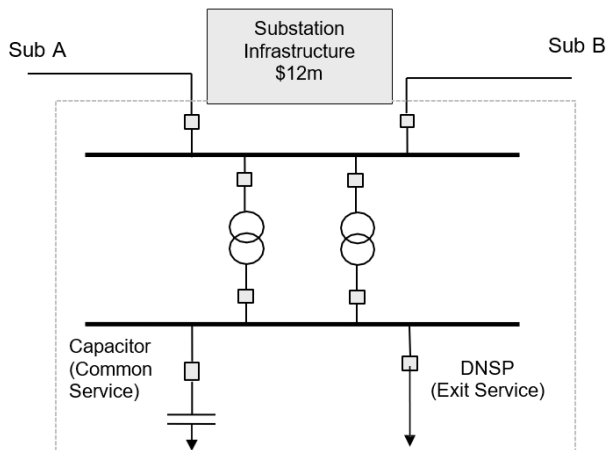 Substation
Infrastructure
$12m
Sub A
Sub B
Capacitor
(Common
Service)
DNSP
(Exit Service)